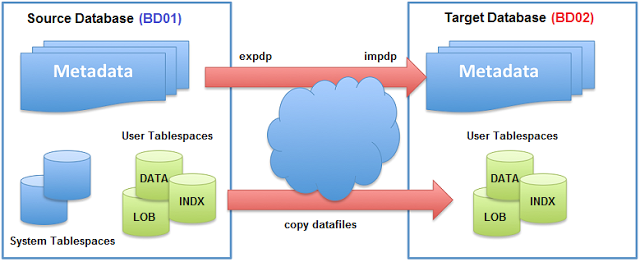 Source Database (BD01)
Metadata
User Tablespaces
DATA
LOB
INDX
System Tablespaces
expdp
impdp
copy datafiles
Target Database (BD02)
Metadata
User Tablespaces
DATA
LOB
INDX